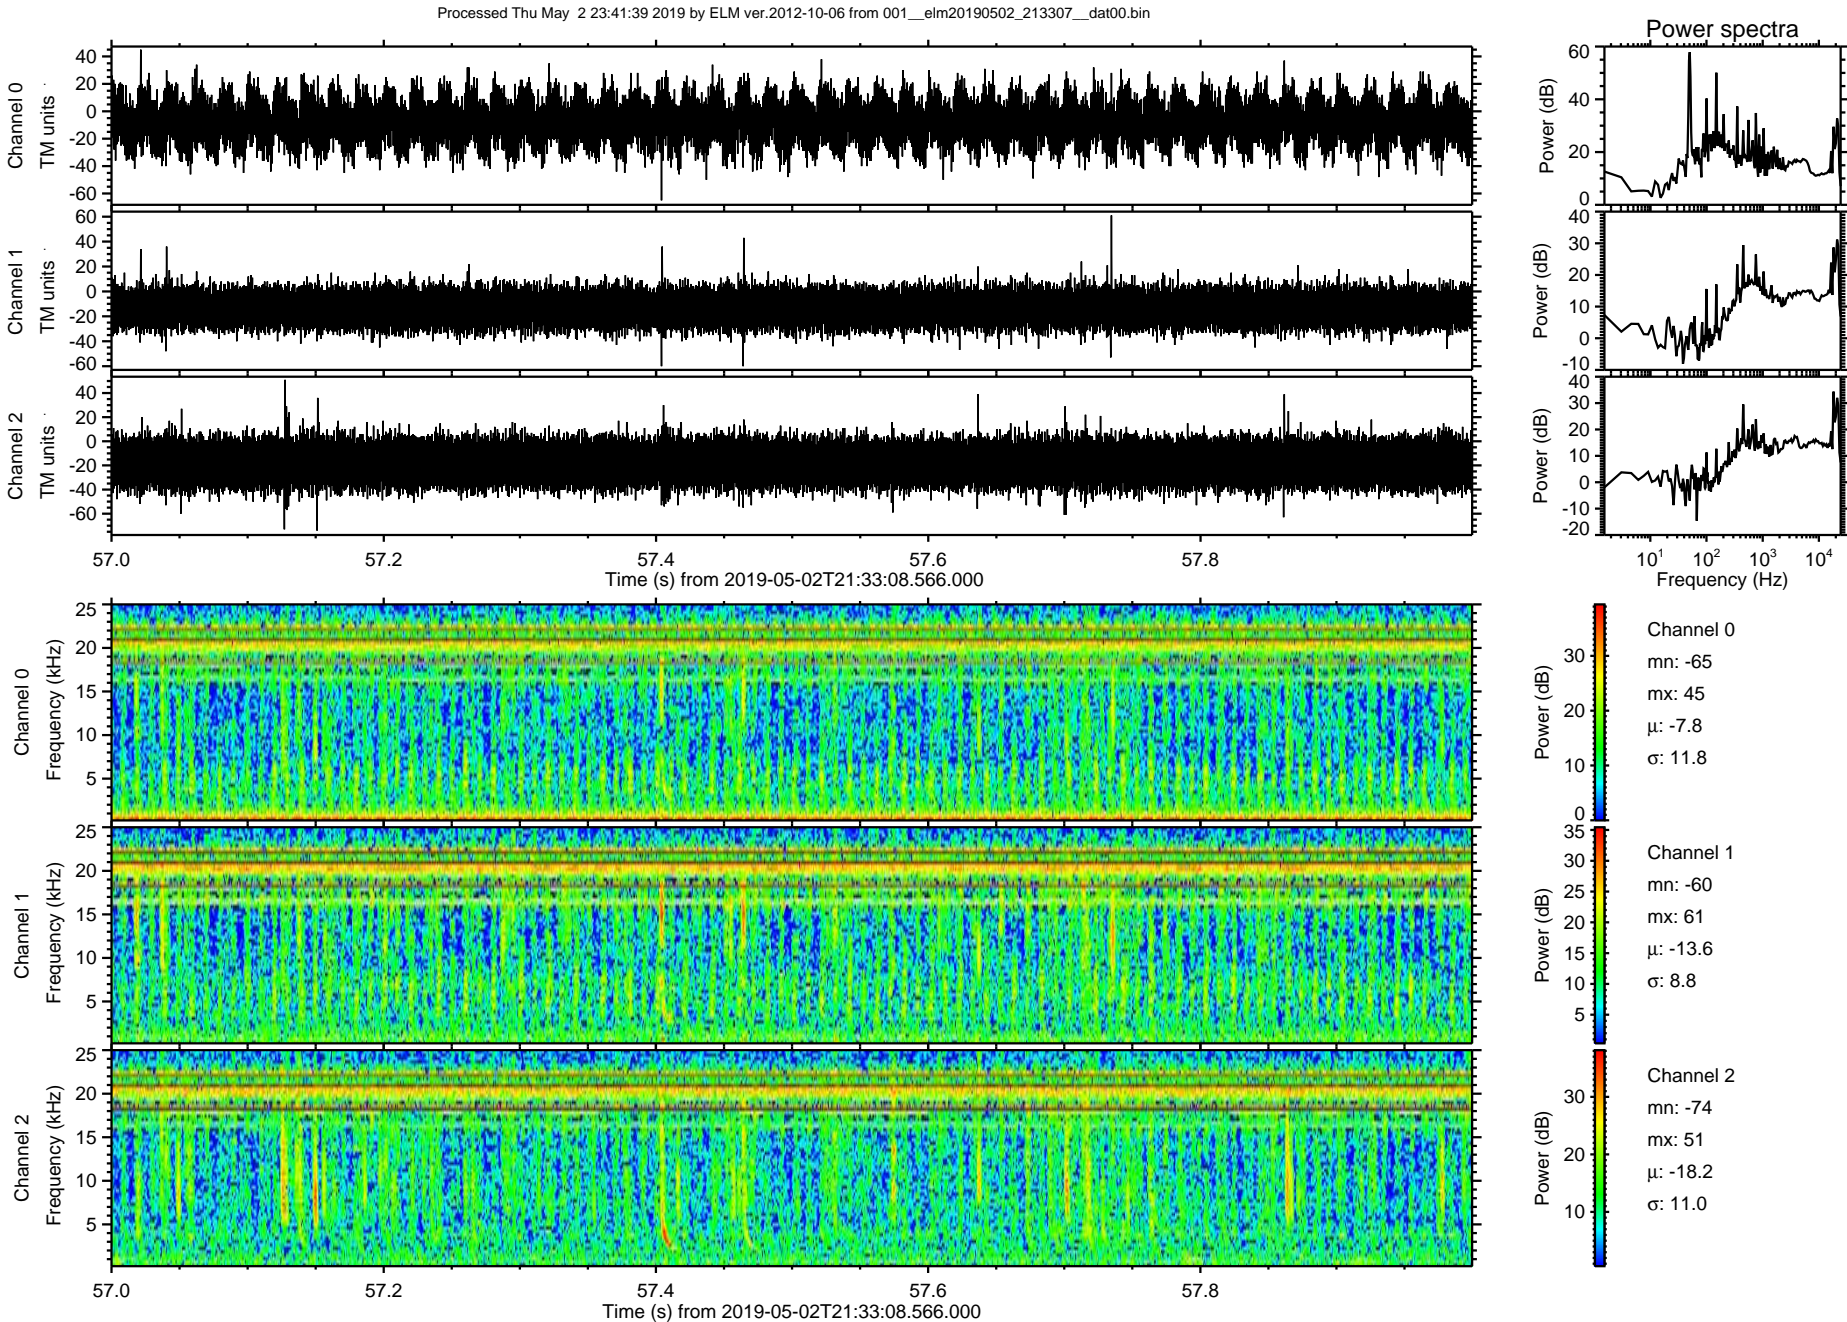 Processed Thu May  2 23:41:39 2019 by ELM ver.2012-10-06 from 001__elm20190502_213307__dat00.bin
Power spectra
Channel 0
TM units
40
20
0
-20
-40
-60
Power (dB)
60
40
20
0
Channel 1
TM units
60
40
20
0
-20
-40
-60
Power (dB)
40
30
20
10
0
-10
Channel 2
TM units
40
20
0
-20
-40
-60
Power (dB)
40
30
20
10
0
-10
-20
57.0 57.2 57.4 57.6 57.8
Time (s) from 2019-05-02T21:33:08.566.000
10^1 10^2 10^3 10^4
Frequency (Hz)
Channel 0
Frequency (kHz)
25
20
15
10
5
Power (dB)
30
20
10
0
Channel 0
mn: -65
mx: 45
μ: -7.8
σ: 11.8
Channel 1
Frequency (kHz)
25
20
15
10
5
Power (dB)
35
30
25
20
15
10
5
Channel 1
mn: -60
mx: 61
μ: -13.6
σ: 8.8
Channel 2
Frequency (kHz)
25
20
15
10
5
Power (dB)
30
20
10
Channel 2
mn: -74
mx: 51
μ: -18.2
σ: 11.0
57.0 57.2 57.4 57.6 57.8
Time (s) from 2019-05-02T21:33:08.566.000